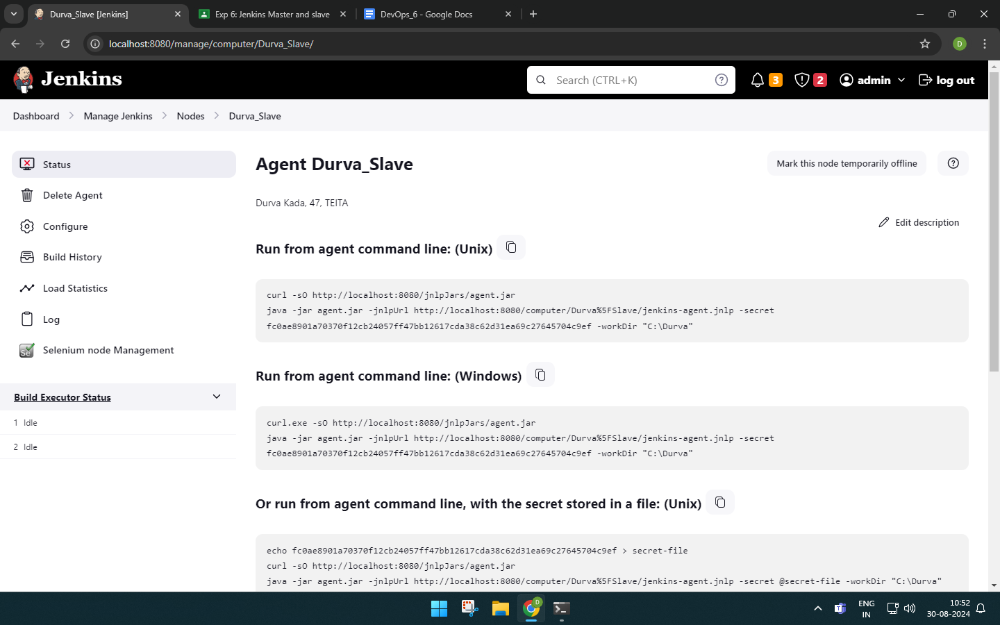 Durva_Slave [Jenkins]
Exp 6: Jenkins Master and slave
DevOps_6 - Google Docs
localhost:8080/manage/computer/Durva_Slave/
D
Jenkins
Search (CTRL+K)
3
2
admin
log out
Dashboard
Manage Jenkins
Nodes
Durva_Slave
Status
Delete Agent
Configure
Build History
Load Statistics
Log
Selenium node Management
Build Executor Status
1 Idle
2 Idle
Agent Durva_Slave
Mark this node temporarily offline
Durva Kada, 47, TEITA
Edit description
Run from agent command line: (Unix)
curl -sO http://localhost:8080/jnlpJars/agent.jar
java -jar agent.jar -jnlpUrl http://localhost:8080/computer/Durva%5FSlave/jenkins-agent.jnlp -secret
fc0ae8901a70370f12cb24057ff47bb12617cda38c62d31ea69c27645704c9ef -workDir "C:\Durva"
Run from agent command line: (Windows)
curl.exe -sO http://localhost:8080/jnlpJars/agent.jar
java -jar agent.jar -jnlpUrl http://localhost:8080/computer/Durva%5FSlave/jenkins-agent.jnlp -secret
fc0ae8901a70370f12cb24057ff47bb12617cda38c62d31ea69c27645704c9ef -workDir "C:\Durva"
Or run from agent command line, with the secret stored in a file: (Unix)
echo fc0ae8901a70370f12cb24057ff47bb12617cda38c62d31ea69c27645704c9ef > secret-file
curl -sO http://localhost:8080/jnlpJars/agent.jar
java -jar agent.jar -jnlpUrl http://localhost:8080/computer/Durva%5FSlave/jenkins-agent.jnlp -secret @secret-file -workDir "C:\Durva"
D
ENG
IN
10:52
30-08-2024